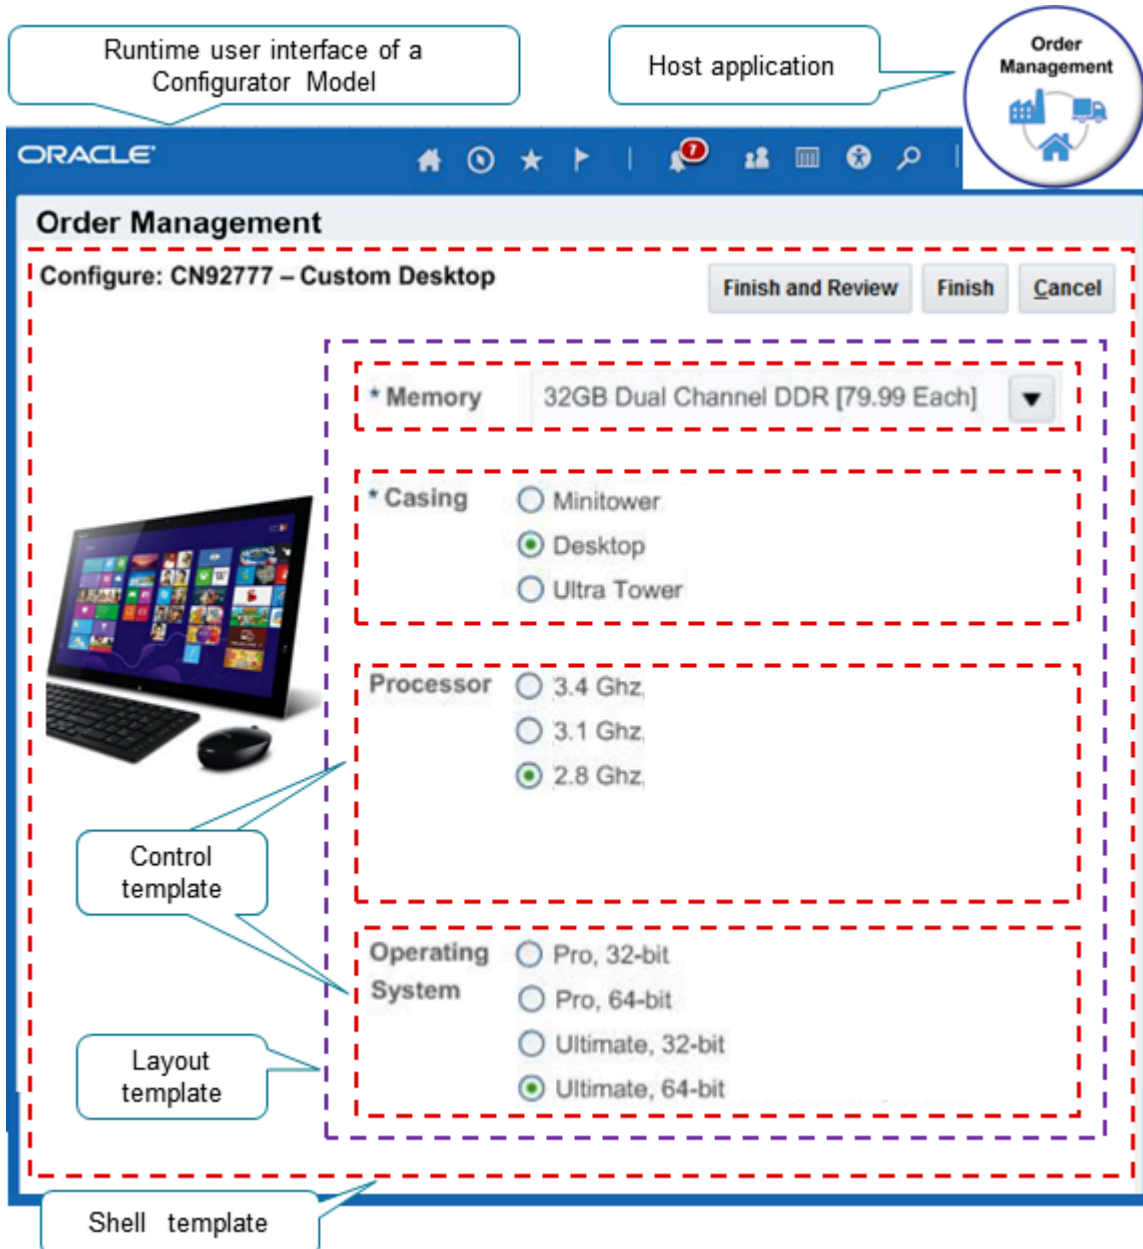 Runtime user interface of a
Configurator Model
Host application
Order
Management
ORACLE
7
Order Management
Configure: CN92777 – Custom Desktop
Finish and Review
Finish
Cancel
* Memory
32GB Dual Channel DDR [79.99 Each]
* Casing
Minitower
Desktop
Ultra Tower
Processor
3.4 Ghz
3.1 Ghz
2.8 Ghz
Control
template
Operating
System
Pro, 32-bit
Pro, 64-bit
Ultimate, 32-bit
Ultimate, 64-bit
Layout
template
Shell template